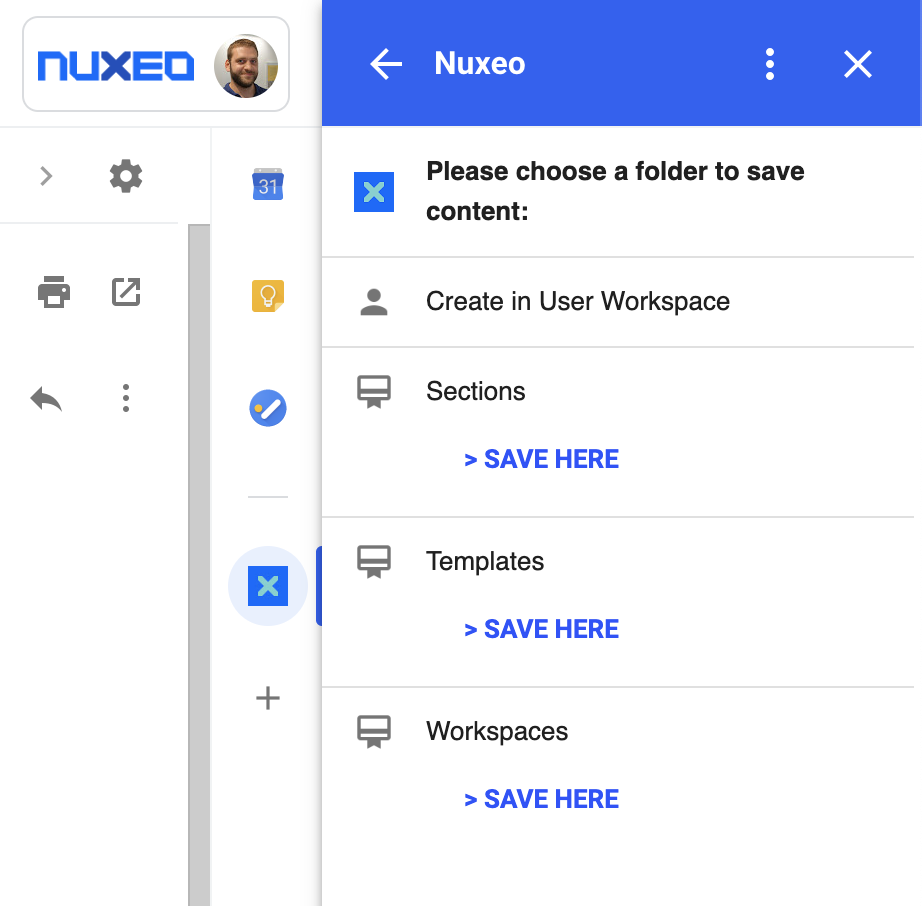 NUXEO
Nuxeo
31
Please choose a folder to save
content:
Create in User Workspace
Sections
> SAVE HERE
Templates
> SAVE HERE
Workspaces
> SAVE HERE